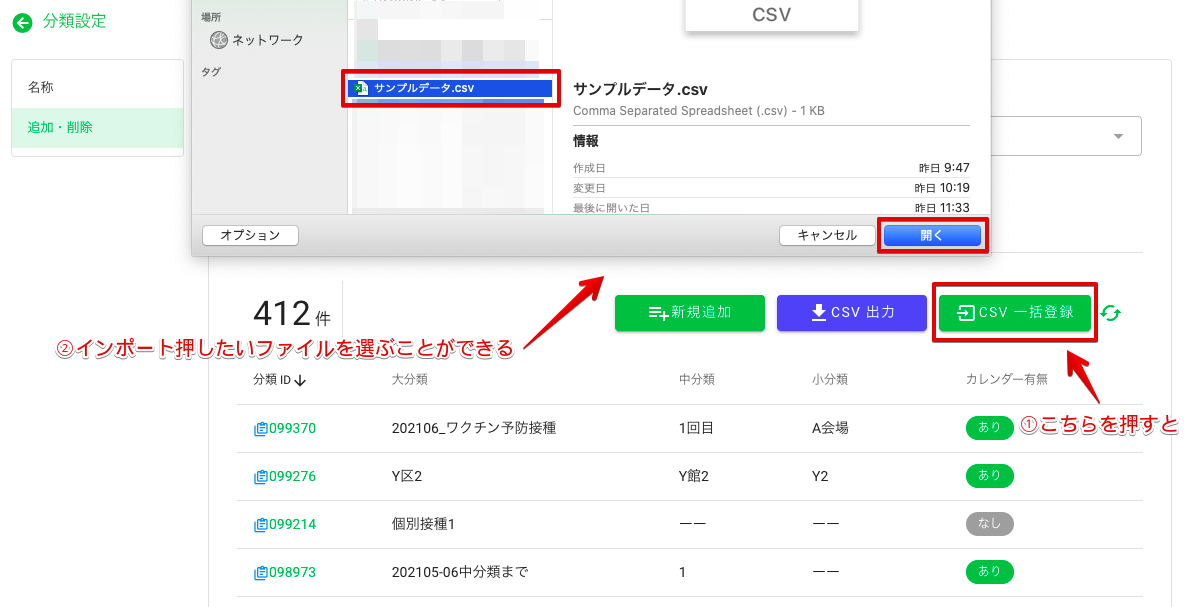 分類設定
名称
追加・削除
場所
ネットワーク
タグ
サンプルデータ.csv
CSV
サンプルデータ.csv
Comma Separated Spreadsheet (.csv) - 1 KB
情報
作成日 昨日 9:47
変更日 昨日 10:19
最後に開いた日 昨日 11:33
オプション キャンセル 開く
412 件
新規追加 CSV 出力 CSV 一括登録
②インポート押したいファイルを選ぶことができる
①こちらを押すと
分類 ID 大分類 中分類 小分類 カレンダー有無
099370 202106_ワクチン予防接種 1回目 A会場 あり
099276 Y区2 Y館2 Y2 あり
099214 個別接種1 ーー ーー なし
098973 202105-06中分類まで 1 ーー あり